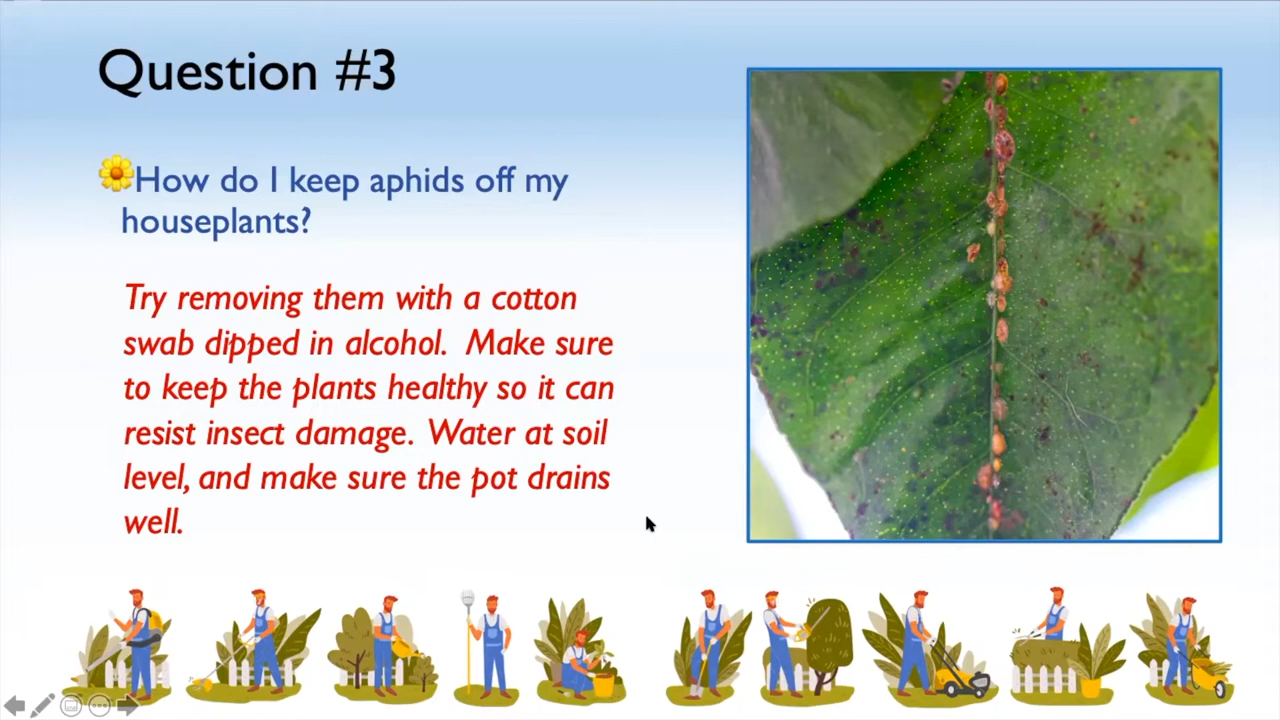 Question #3
How do I keep aphids off my
houseplants?
Try removing them with a cotton
swab dipped in alcohol.  Make sure
to keep the plants healthy so it can
resist insect damage.  Water at soil
level, and make sure the pot drains
well.